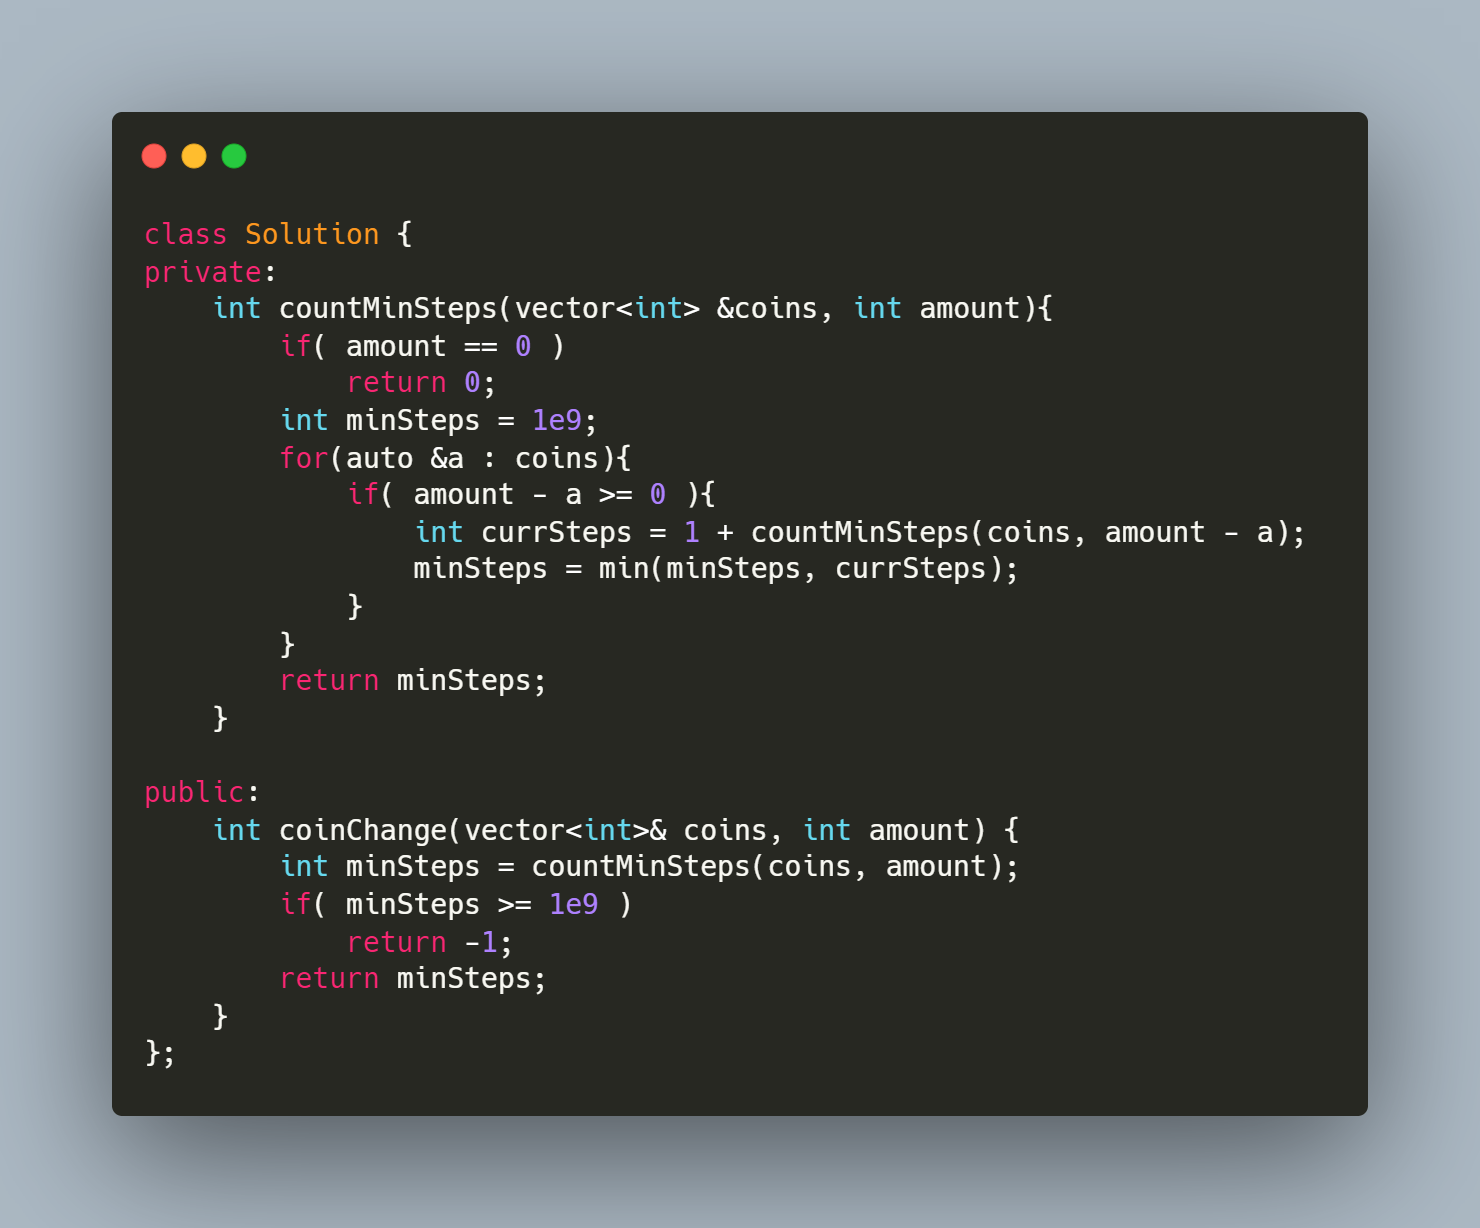 class Solution {
private:
    int countMinSteps(vector<int> &coins, int amount){
        if( amount == 0 )
            return 0;
        int minSteps = 1e9;
        for(auto &a : coins){
            if( amount - a >= 0 ){
                int currSteps = 1 + countMinSteps(coins, amount - a);
                minSteps = min(minSteps, currSteps);
            }
        }
        return minSteps;
    }

public:
    int coinChange(vector<int>& coins, int amount) {
        int minSteps = countMinSteps(coins, amount);
        if( minSteps >= 1e9 )
            return -1;
        return minSteps;
    }
};